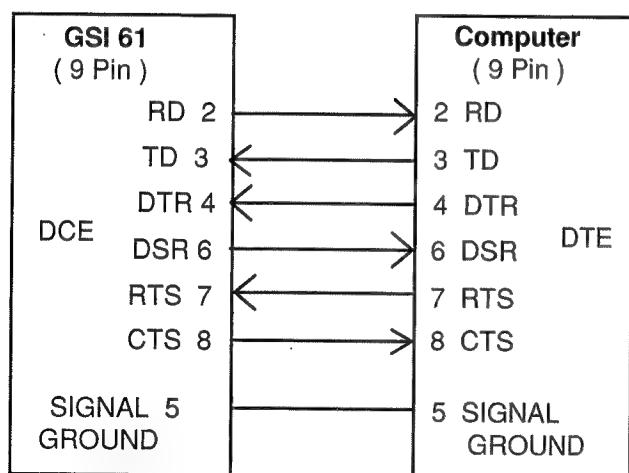 GSI 61 Computer
( 9 Pin ) ( 9 Pin )
RD 2 2 RD
TD 3 3 TD
DTR 4 4 DTR
DCE DTE
DSR 6 6 DSR
RTS 7 7 RTS
CTS 8 8 CTS
SIGNAL 5 5 SIGNAL
GROUND GROUND